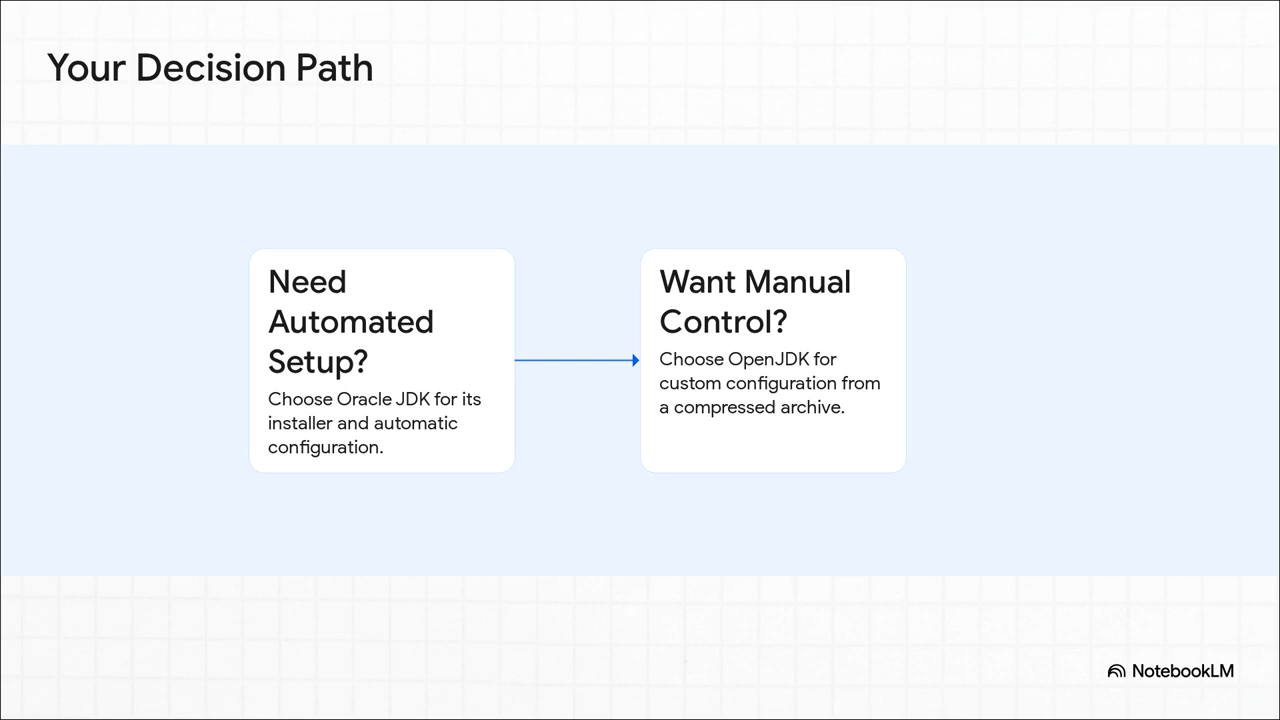 Your Decision Path
Need
Automated
Setup?
Choose Oracle JDK for its
installer and automatic
configuration.
Want Manual
Control?
Choose OpenJDK for
custom configuration from
a compressed archive.
NotebookLM